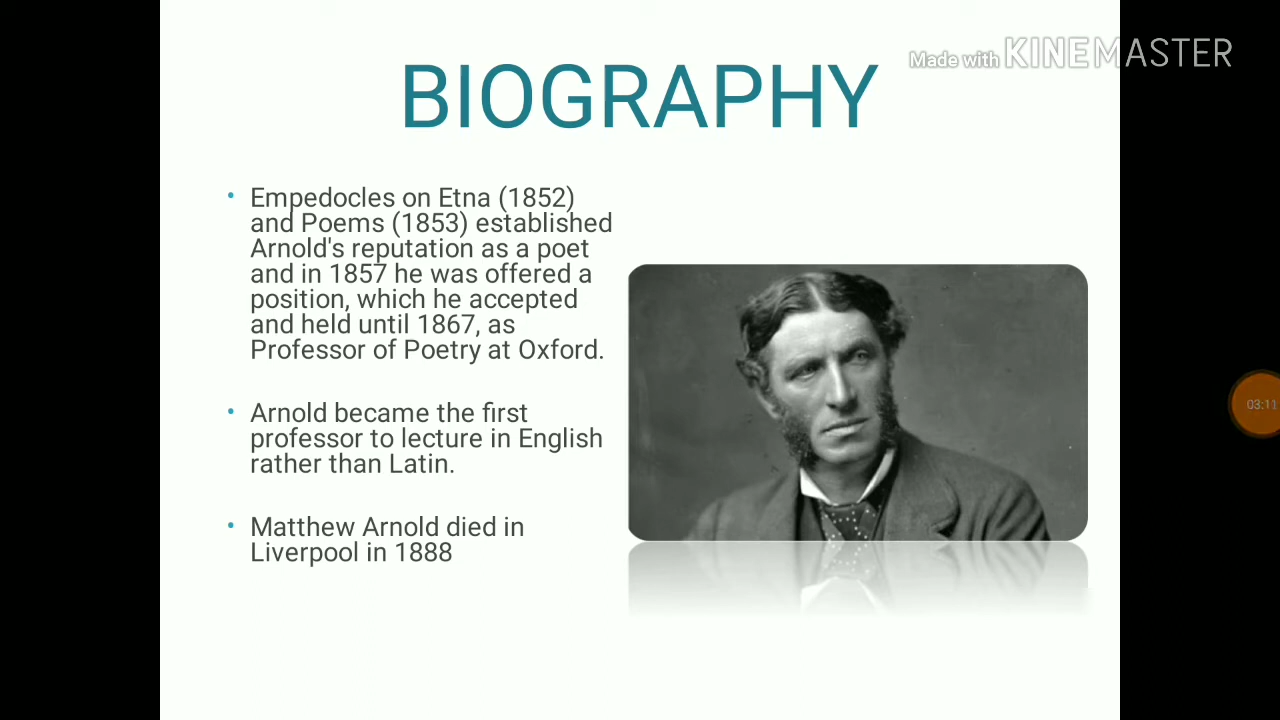 Made with KINEMASTER
BIOGRAPHY
• Empedocles on Etna (1852)
and Poems (1853) established
Arnold's reputation as a poet
and in 1857 he was offered a
position, which he accepted
and held until 1867, as
Professor of Poetry at Oxford.
• Arnold became the first
professor to lecture in English
rather than Latin.
• Matthew Arnold died in
Liverpool in 1888
03:11